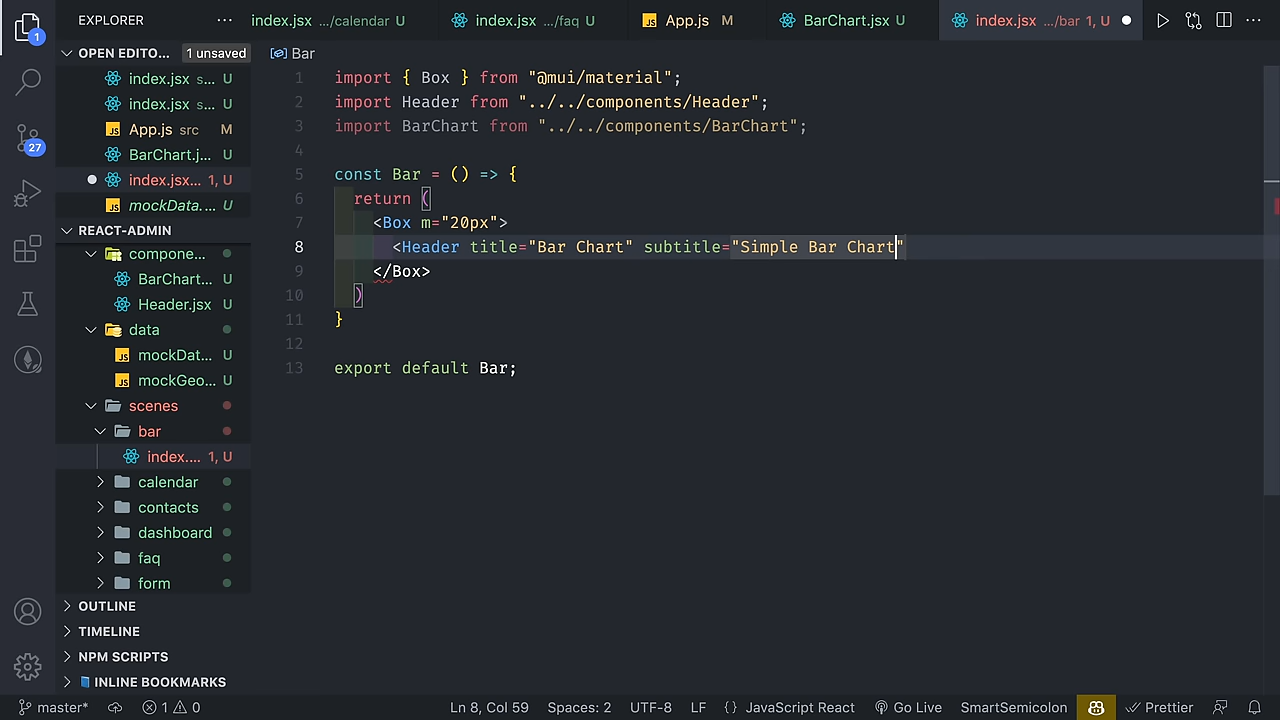 EXPLORER ··· index.jsx .../calendar U index.jsx .../faq U App.js M BarChart.jsx U index.jsx .../bar 1, U
1
OPEN EDITO... 1 unsaved
Bar
index.jsx s... U
index.jsx s... U
App.js src M
BarChart.j... U
index.jsx... 1, U
mockData.... U
27
REACT-ADMIN
compone...
BarChart... U
Header.jsx U
data
mockDat... U
mockGeo... U
scenes
bar
index.... 1, U
calendar
contacts
dashboard
faq
form
OUTLINE
TIMELINE
NPM SCRIPTS
INLINE BOOKMARKS
1 import { Box } from "@mui/material";
2 import Header from "../../components/Header";
3 import BarChart from "../../components/BarChart";
4
5 const Bar = () => {
6 return (
7 <Box m="20px">
8 <Header title="Bar Chart" subtitle="Simple Bar Chart"
9 </Box>
10 )
11 }
12
13 export default Bar;
master* 1 0 Ln 8, Col 59 Spaces: 2 UTF-8 LF {} JavaScript React Go Live SmartSemicolon Prettier